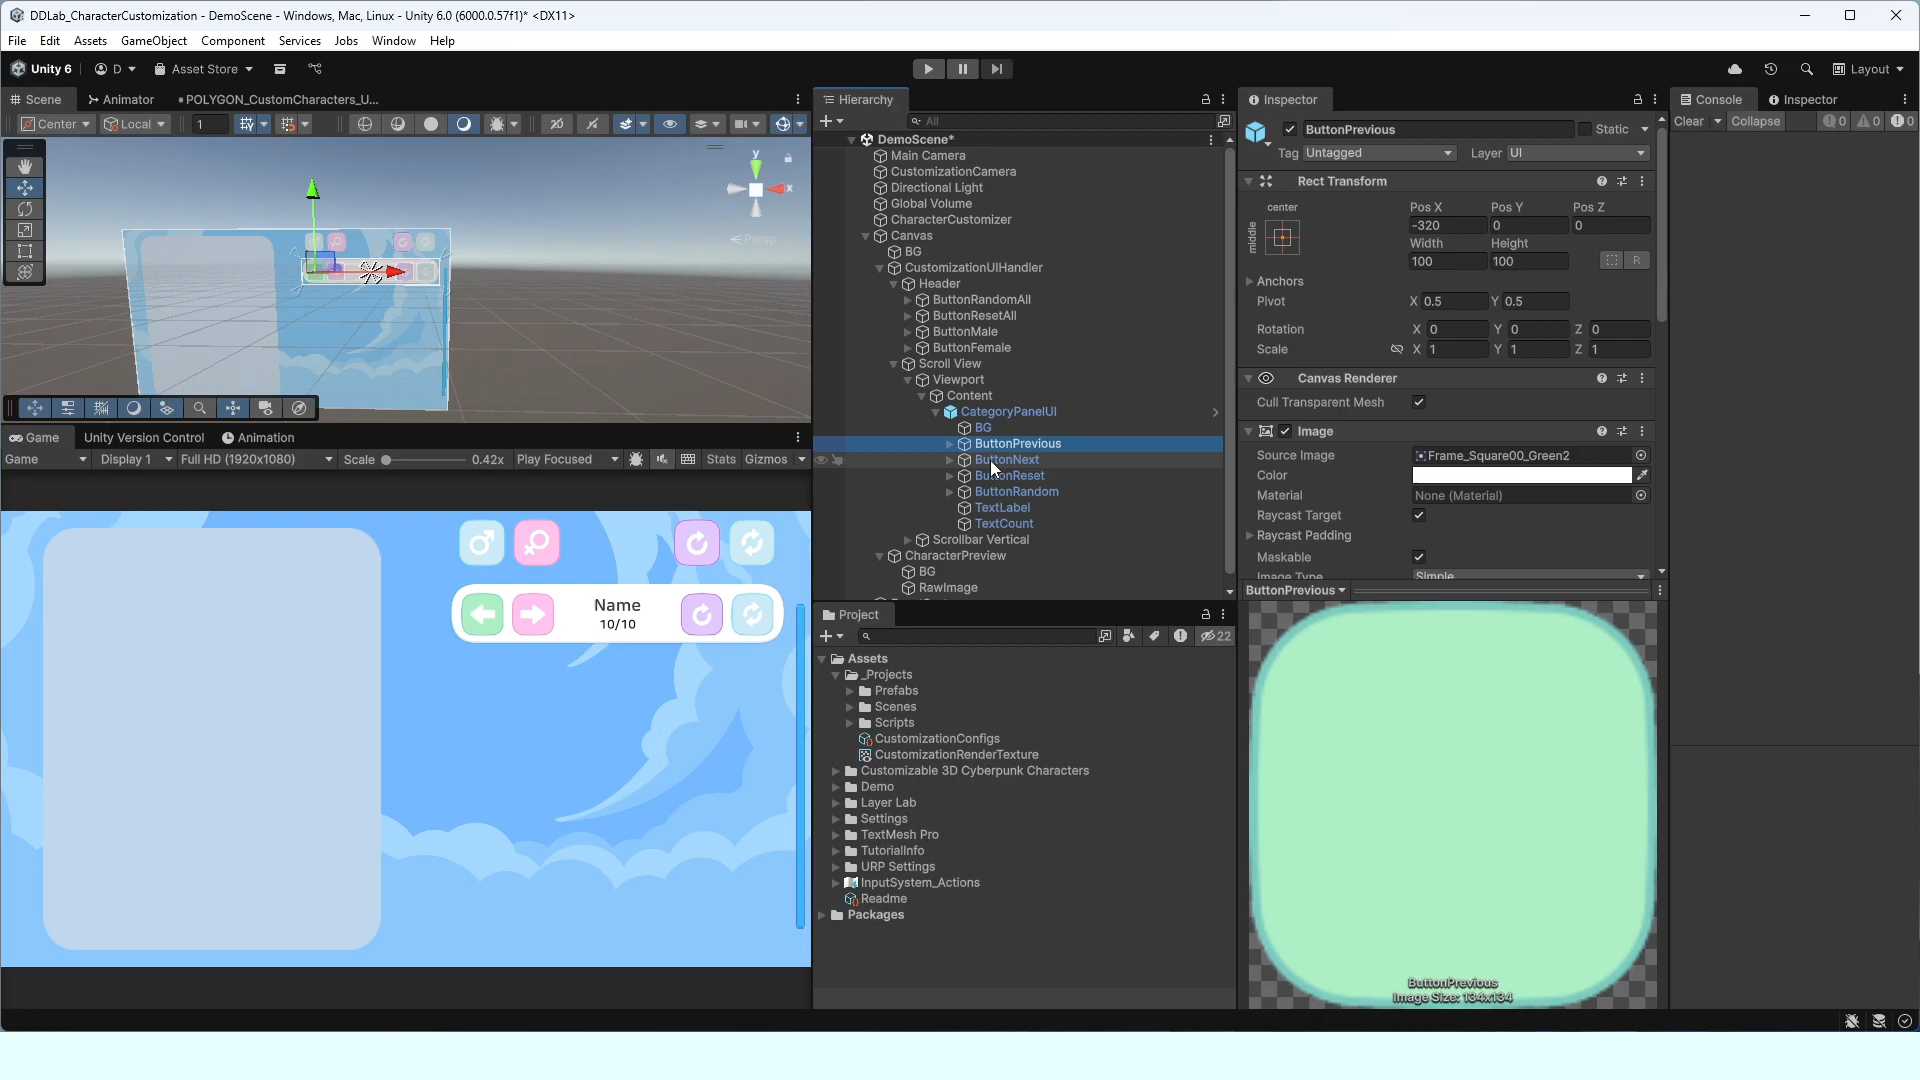 DDLab_CharacterCustomization - DemoScene - Windows, Mac, Linux - Unity 6.0 (6000.0.57f1)* <DX11>
File Edit Assets GameObject Component Services Jobs Window Help
Unity 6 D Asset Store Layout
Scene Animator POLYGON_CustomCharacters_U...
Center Local 1 2D
y
x
Persp
Game Unity Version Control Animation
Game Display 1 Full HD (1920x1080) Scale 0.42x Play Focused Stats Gizmos
Name
10/10
Hierarchy
All
DemoScene*
Main Camera
CustomizationCamera
Directional Light
Global Volume
CharacterCustomizer
Canvas
BG
CustomizationUIHandler
Header
ButtonRandomAll
ButtonResetAll
ButtonMale
ButtonFemale
Scroll View
Viewport
Content
CategoryPanelUI
BG
ButtonPrevious
ButtonNext
ButtonReset
ButtonRandom
TextLabel
TextCount
Scrollbar Vertical
CharacterPreview
BG
RawImage
Project
22
Assets
_Projects
Prefabs
Scenes
Scripts
CustomizationConfigs
CustomizationRenderTexture
Customizable 3D Cyberpunk Characters
Demo
Layer Lab
Settings
TextMesh Pro
TutorialInfo
URP Settings
InputSystem_Actions
Readme
Packages
Inspector
ButtonPrevious Static
Tag Untagged Layer UI
Rect Transform
center
middle
Pos X Pos Y Pos Z
-320 0 0
Width Height
100 100 R
Anchors
Pivot X 0.5 Y 0.5
Rotation X 0 Y 0 Z 0
Scale X 1 Y 1 Z 1
Canvas Renderer
Cull Transparent Mesh
Image
Source Image Frame_Square00_Green2
Color
Material None (Material)
Raycast Target
Raycast Padding
Maskable
Image Type Simple
ButtonPrevious
ButtonPrevious
Image Size: 134x134
Console Inspector
Clear Collapse 0 0 0